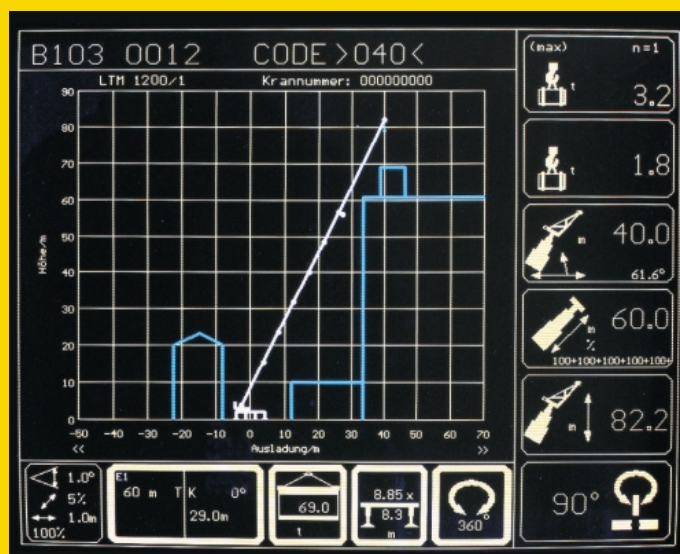 B103 0012 CODE>040<
LTM 1200/1 Krannummer: 000000000
90
80
70
60
50
40
30
20
10
0
Höhe/m
-50 -40 -30 -20 -10 0 10 20 30 40 50 60 70
<< Ausladung/m >>
(max) n=1
t 3.2
t 1.8
m 40.0
61.6°
m 60.0
%
100+100+100+100+100+
m 82.2
1.0°
5%
1.0m
100%
E1
60 m T K 0°
29.0m
69.0
t
8.85 x
8.3
m
360°
90°